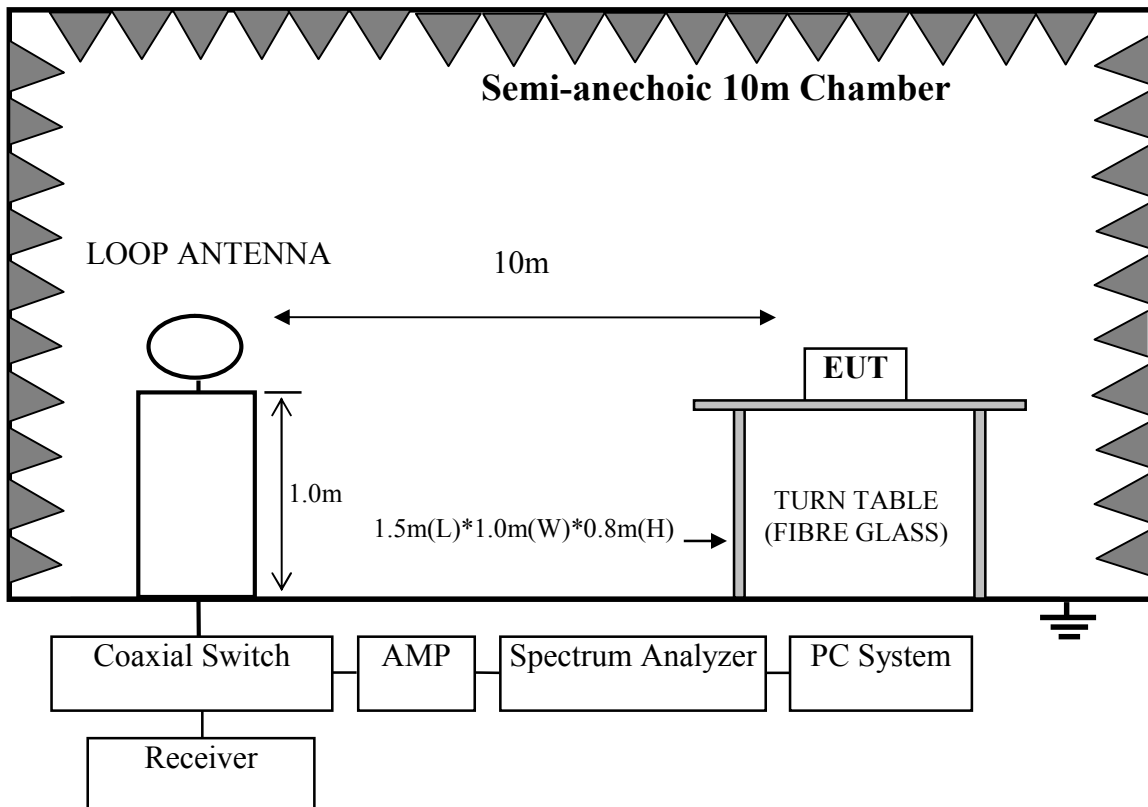 Semi-anechoic 10m Chamber
LOOP ANTENNA
10m
EUT
1.0m
1.5m(L)*1.0m(W)*0.8m(H)
TURN TABLE
(FIBRE GLASS)
Coaxial Switch
AMP
Spectrum Analyzer
PC System
Receiver